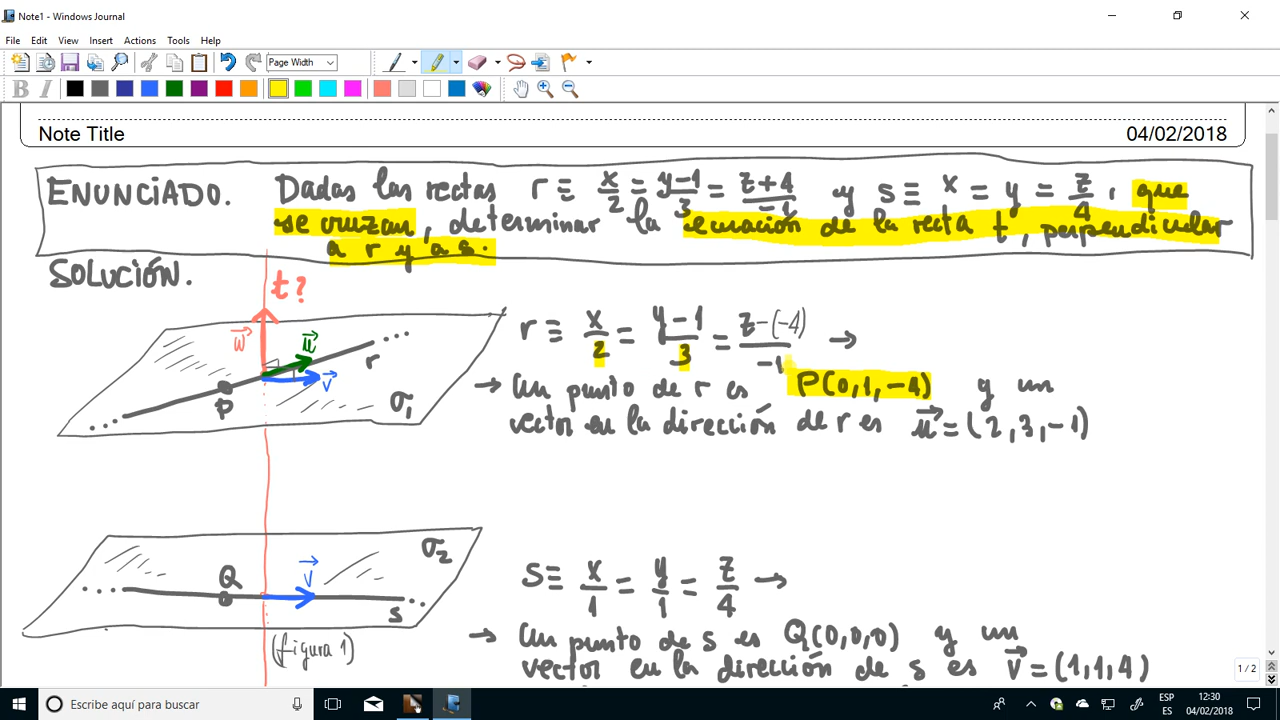 Note1 - Windows Journal
File Edit View Insert Actions Tools Help
Page Width
B I
Note Title 04/02/2018
ENUNCIADO. Dadas las rectas r ≡ x/2 = y-1/3 = z+4/-1 y s ≡ x = y = z/4, que
se cruzan, determinar la ecuación de la recta t, perpendicular
a r y a s.
SOLUCIÓN.
t?
w
u
r
v
P
σ1
r ≡ x/2 = y-1/3 = z-(-4)/-1 →
→ Un punto de r es P(0,1,-4) y un
vector en la dirección de r es u=(2,3,-1)
σ2
Q
v
s
(figura 1)
S≡ x/1 = y/1 = z/4 →
→ Un punto de s es Q(0,0,0) y un
vector en la dirección de s es v=(1,1,4)
1 / 2
Escribe aquí para buscar
ESP
ES
12:30
04/02/2018